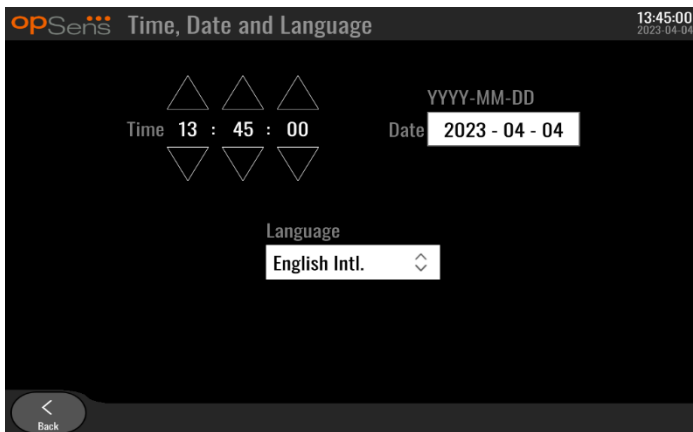 opSens Time, Date and Language
13:45:00
2023-04-04
YYYY-MM-DD
Time 13 : 45 : 00
Date 2023 - 04 - 04
Language
English Intl.
Back